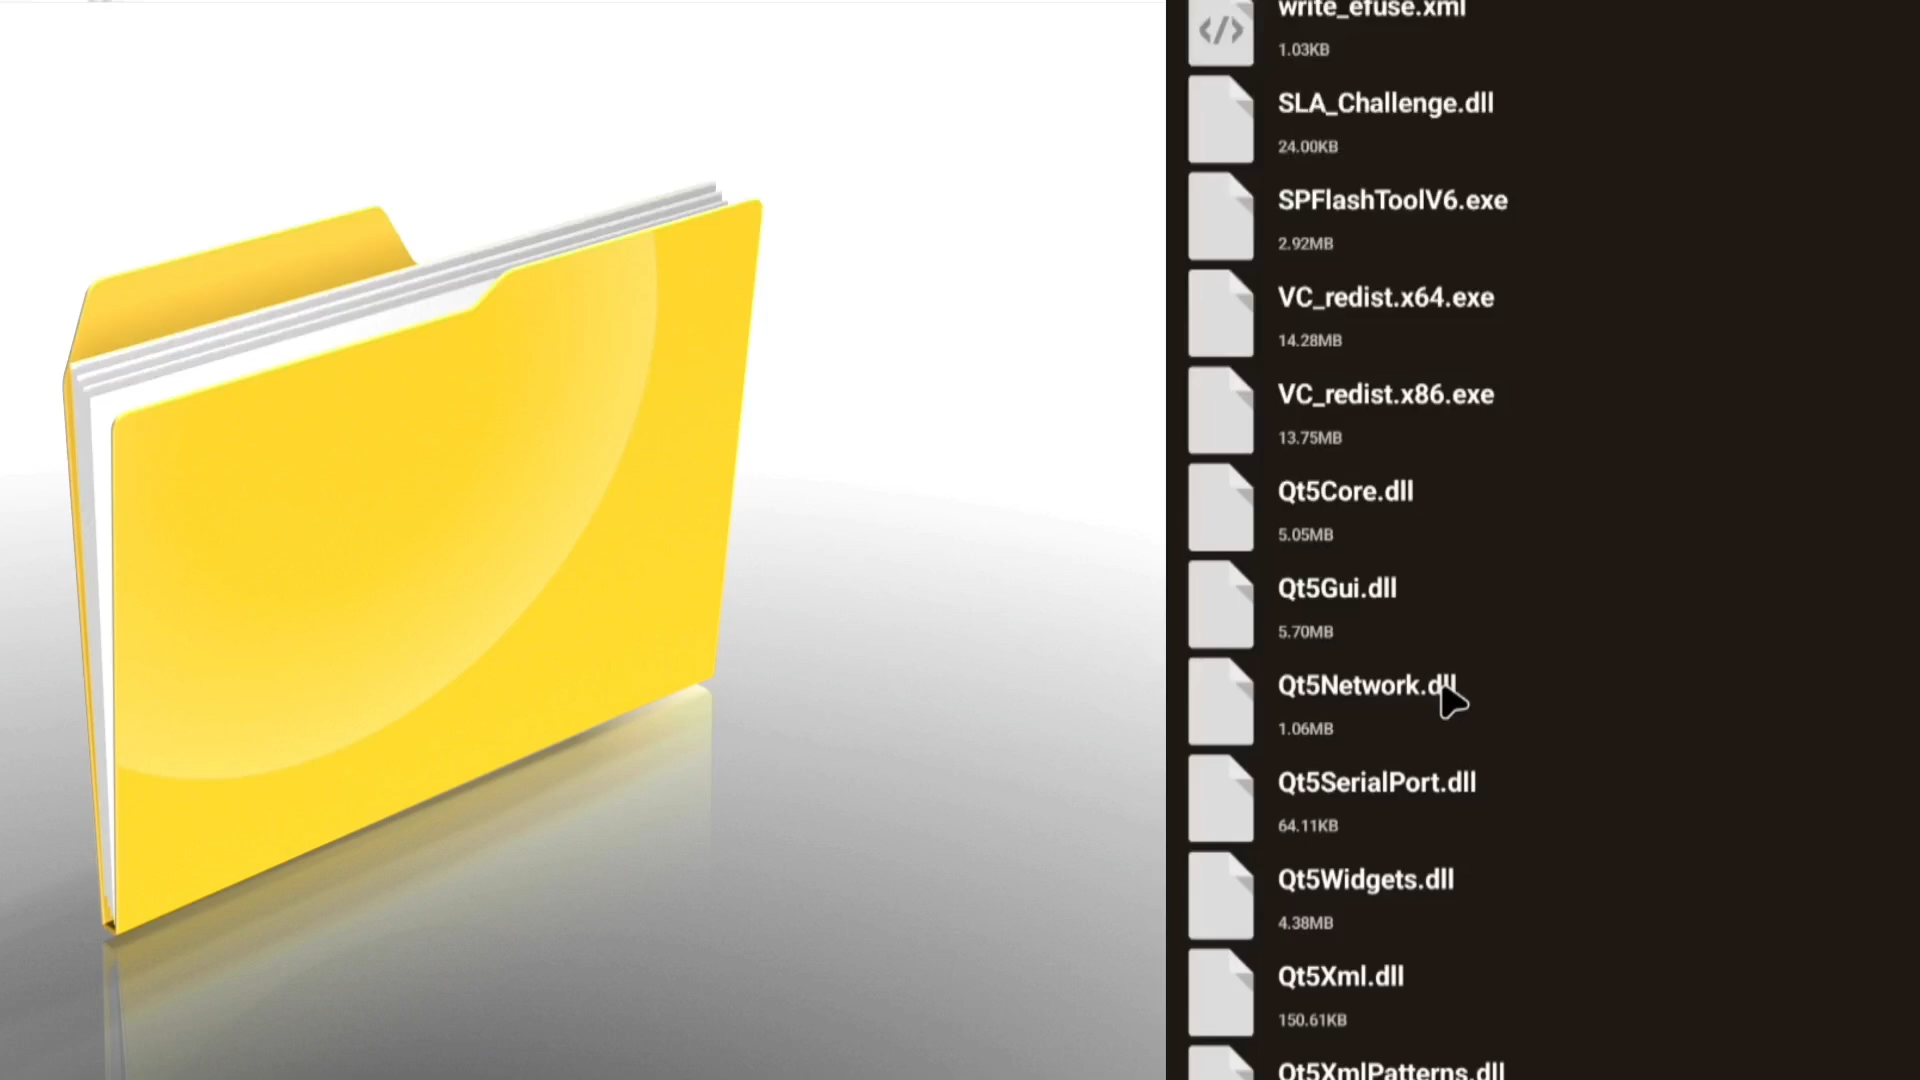 write_efuse.xml
1.03KB
</>
SLA_Challenge.dll
24.00KB
SPFlashToolV6.exe
2.92MB
VC_redist.x64.exe
14.28MB
VC_redist.x86.exe
13.75MB
Qt5Core.dll
5.05MB
Qt5Gui.dll
5.70MB
Qt5Network.dll
1.06MB
Qt5SerialPort.dll
64.11KB
Qt5Widgets.dll
4.38MB
Qt5Xml.dll
150.61KB
Qt5XmlPatterns.dll